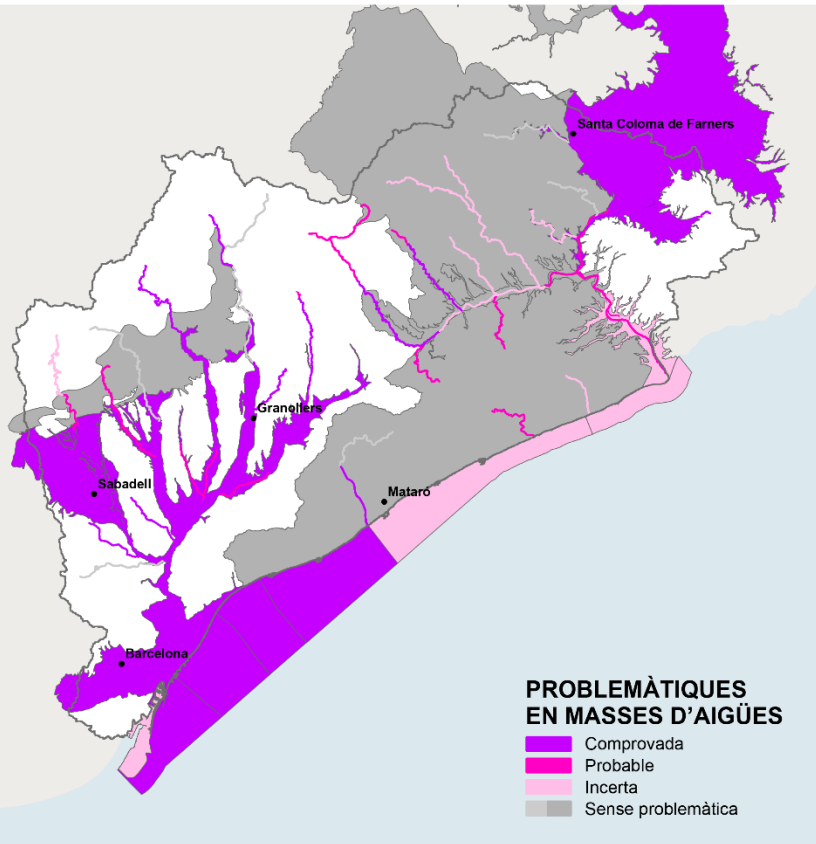 Santa Coloma de Farners
Granollers
Sabadell
Mataró
Barcelona
PROBLEMÀTIQUES
EN MASSES D'AIGÜES
Comprovada
Probable
Incerta
Sense problemàtica